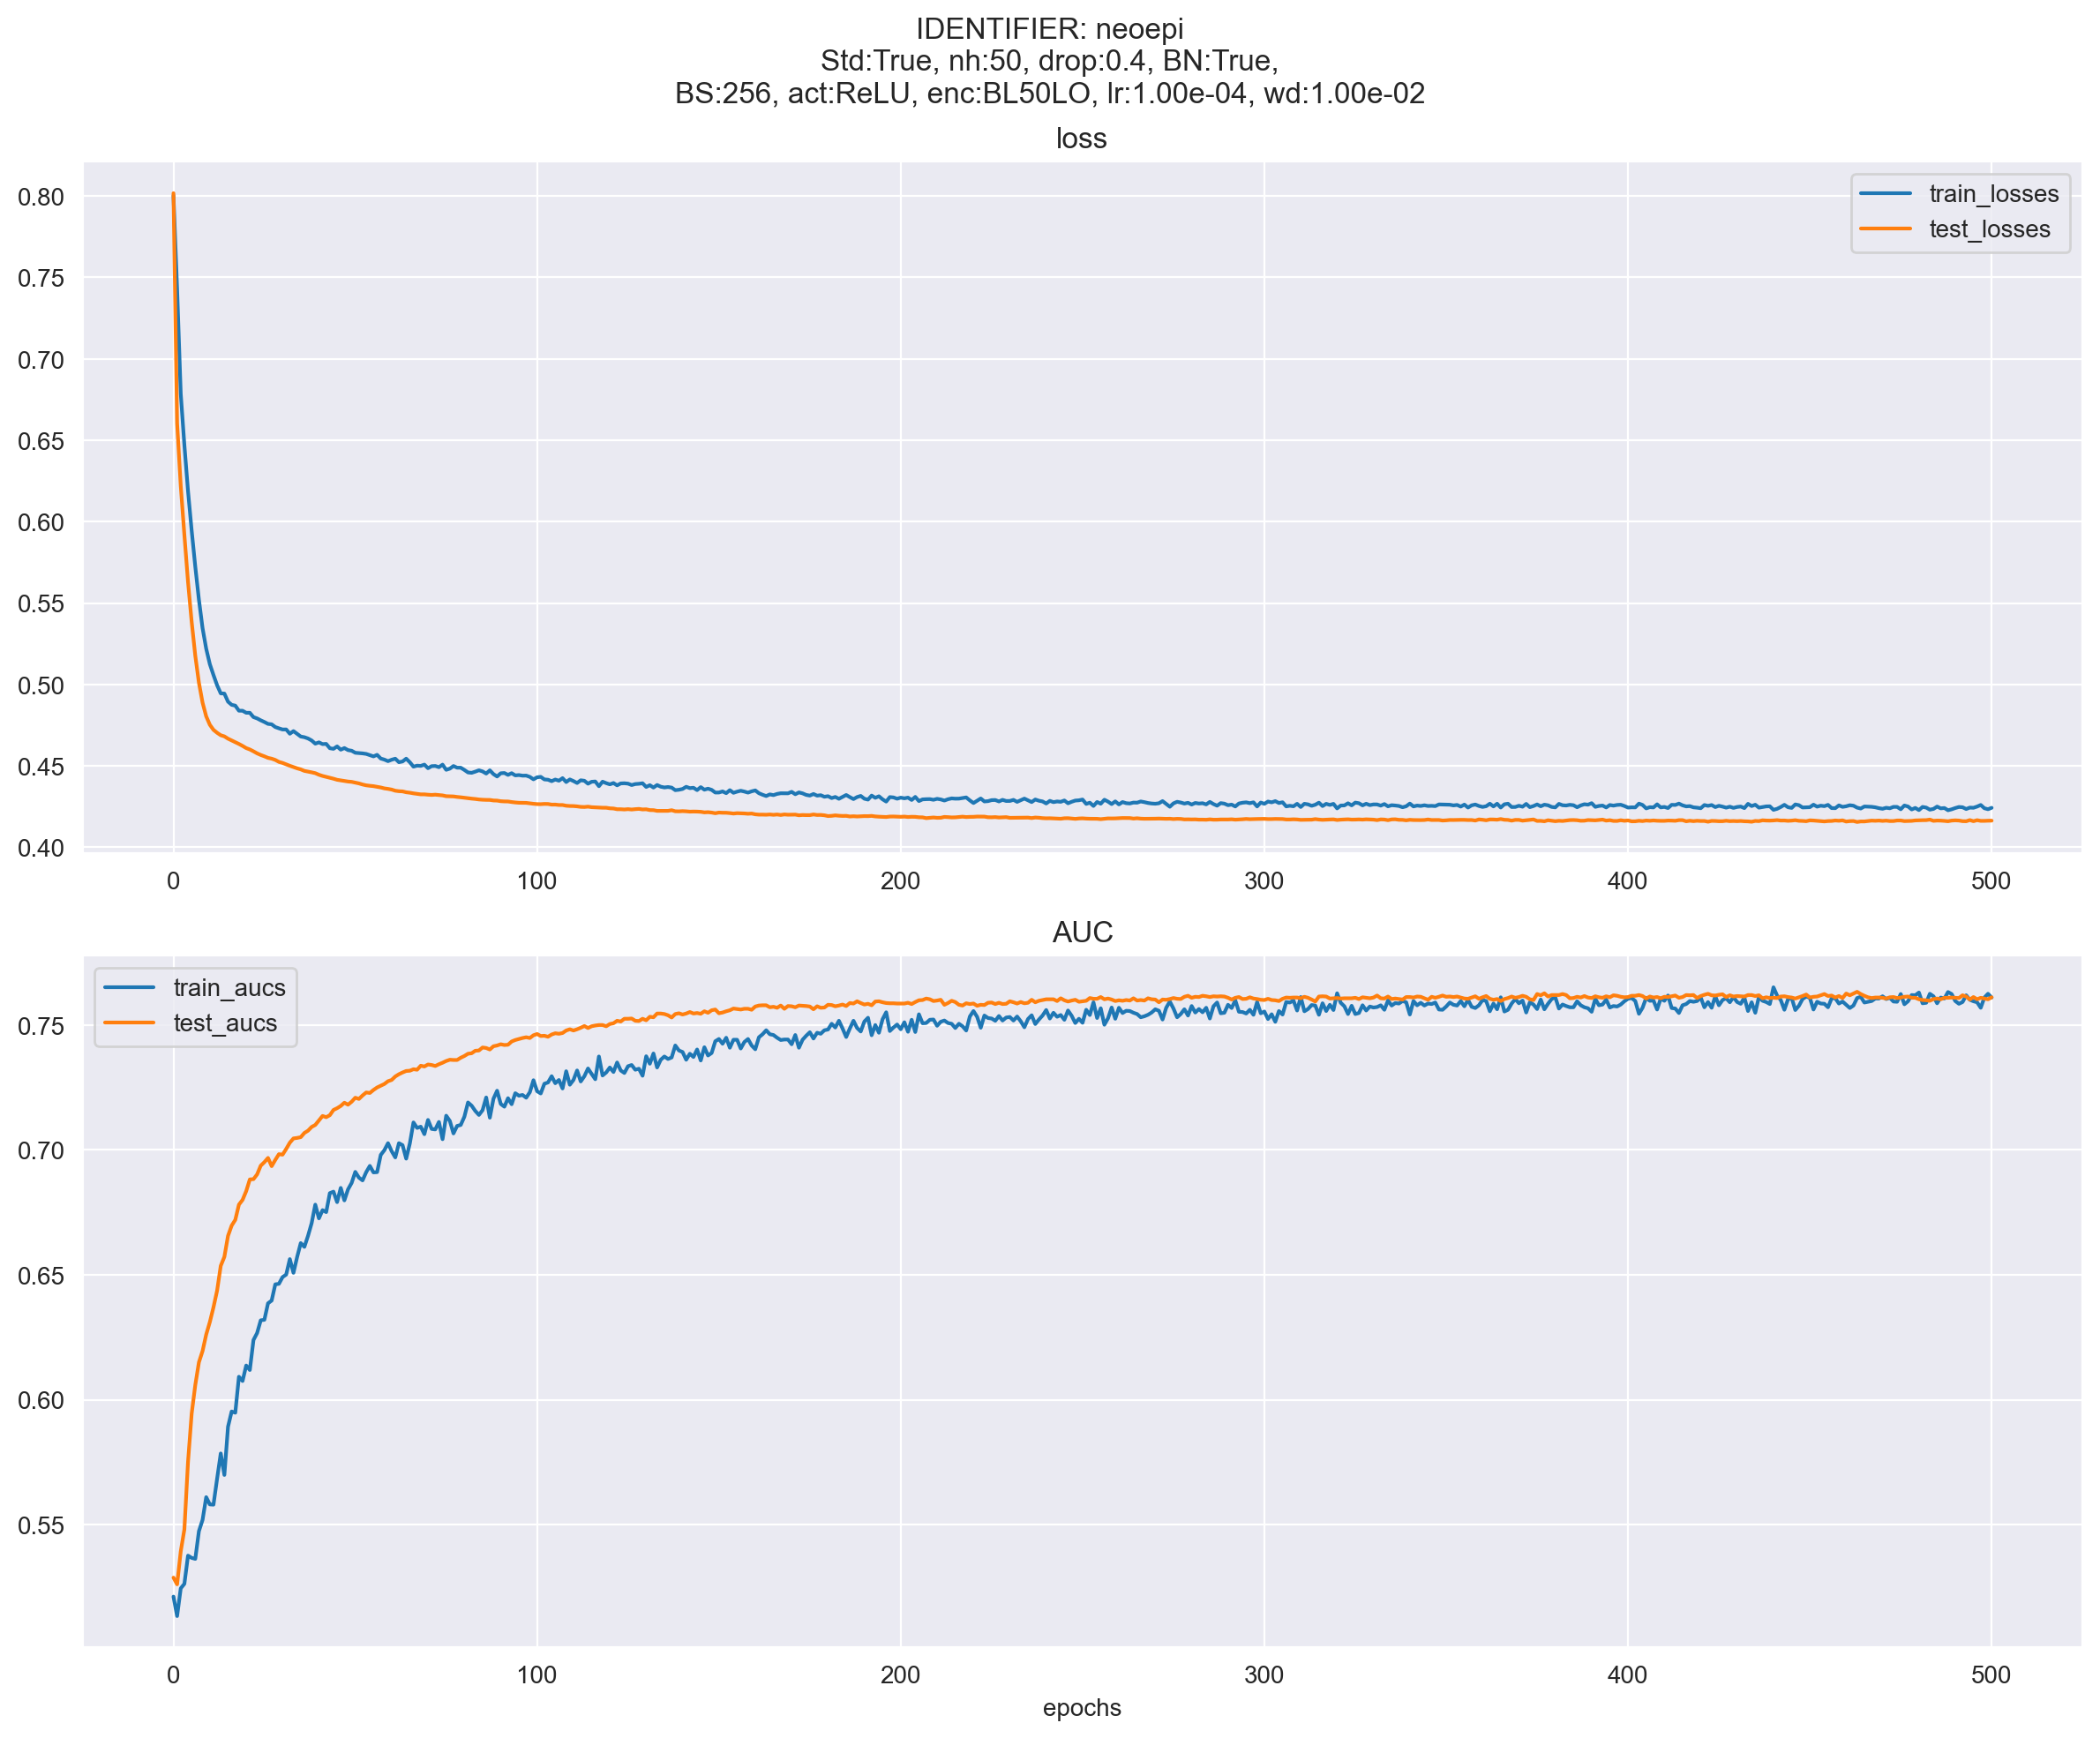 IDENTIFIER: neoepi
Std:True, nh:50, drop:0.4, BN:True,
BS:256, act:ReLU, enc:BL50LO, lr:1.00e-04, wd:1.00e-02
loss
0.80
0.75
0.70
0.65
0.60
0.55
0.50
0.45
0.40
train_losses
test_losses
0 100 200 300 400 500
AUC
train_aucs
test_aucs
0.75
0.70
0.65
0.60
0.55
0 100 200 300 400 500
epochs